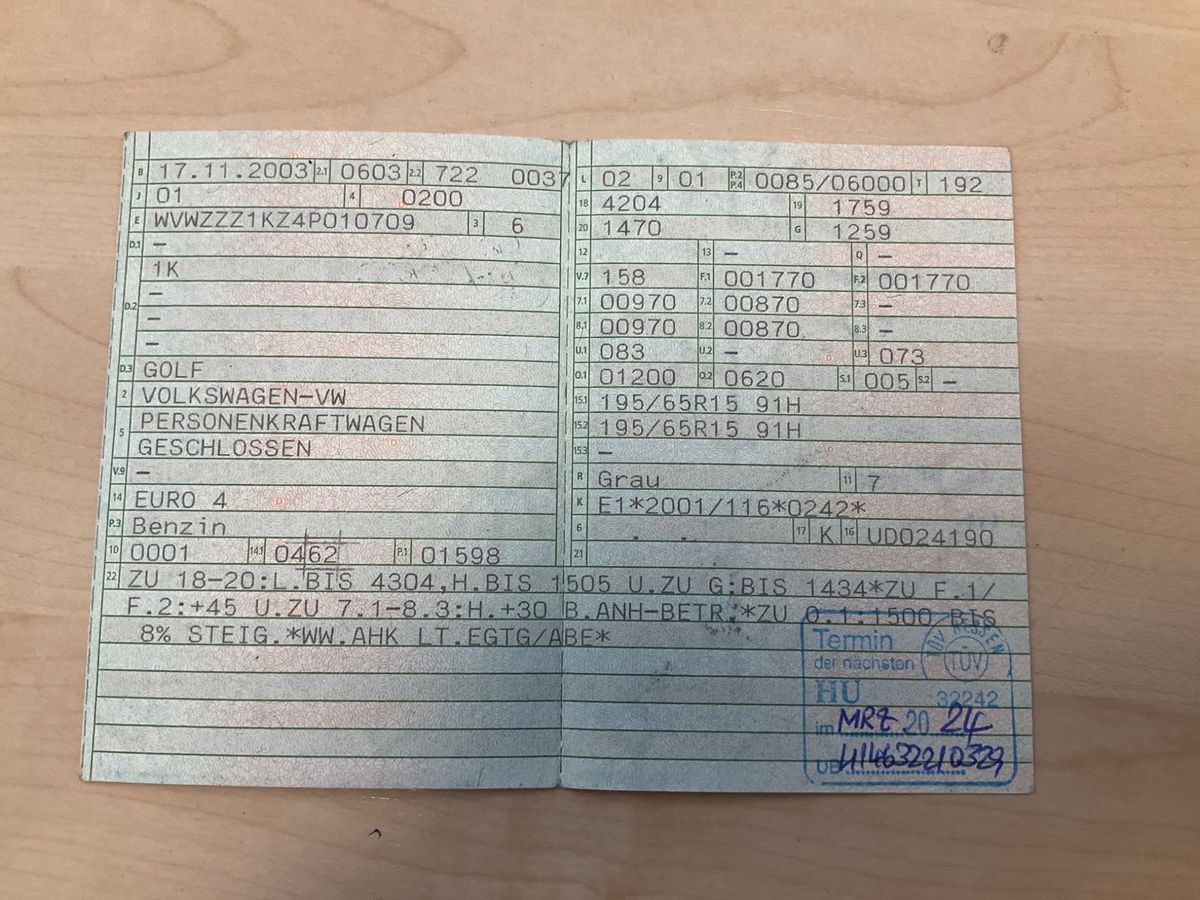 B 17.11.2003 2.1 0603 2.2 722 0037
J 01 4 0200
E WVWZZZ1KZ4P010709 3 6
D.1 –
1K
D.2 –
–
–
D.3 GOLF
2 VOLKSWAGEN-VW
5 PERSONENKRAFTWAGEN
GESCHLOSSEN
V.9 –
14 EURO 4
P.3 Benzin
10 0001 14.1 0462 P.1 01598
L 02 9 01 P.2 P.4 0085/06000 T 192
18 4204 19 1759
20 1470 G 1259
12 13 – Q –
V.7 158 F.1 001770 F.2 001770
7.1 00970 7.2 00870 7.3 –
8.1 00970 8.2 00870 8.3 –
U.1 083 U.2 – U.3 073
O.1 01200 O.2 0620 S.1 005 S.2 –
15.1 195/65R15 91H
15.2 195/65R15 91H
15.3 –
R Grau 11 7
K E1*2001/116*0242*
6 . . 17 K 16 UD024190
21
22 ZU 18-20:L.BIS 4304,H.BIS 1505 U.ZU G:BIS 1434*ZU F.1/
F.2:+45 U.ZU 7.1-8.3:H.+30 B.ANH-BETR.*ZU O.1:1500 BIS
8% STEIG.*WW.AHK LT.EGTG/ABE*
Termin
der nächsten
HU
TÜV HESSEN
TÜV
32242
im MRZ 20 24
UB